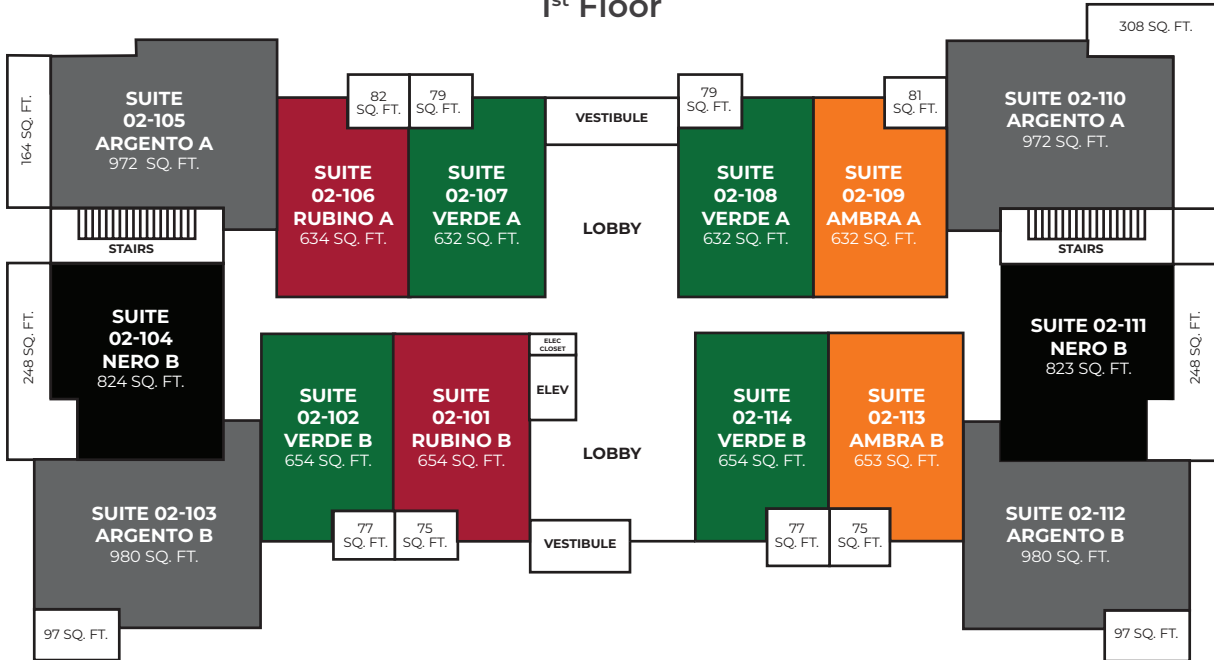 1st Floor
308 SQ. FT.
164 SQ. FT.
SUITE
02-105
ARGENTO A
972 SQ. FT.
82
SQ. FT.
79
SQ. FT.
VESTIBULE
79
SQ. FT.
81
SQ. FT.
SUITE 02-110
ARGENTO A
972 SQ. FT.
SUITE
02-106
RUBINO A
634 SQ. FT.
SUITE
02-107
VERDE A
632 SQ. FT.
LOBBY
SUITE
02-108
VERDE A
632 SQ. FT.
SUITE
02-109
AMBRA A
632 SQ. FT.
STAIRS
STAIRS
248 SQ. FT.
SUITE
02-104
NERO B
824 SQ. FT.
SUITE 02-111
NERO B
823 SQ. FT.
248 SQ. FT.
SUITE
02-102
VERDE B
654 SQ. FT.
SUITE
02-101
RUBINO B
654 SQ. FT.
ELEC
CLOSET
ELEV
LOBBY
SUITE
02-114
VERDE B
654 SQ. FT.
SUITE
02-113
AMBRA B
653 SQ. FT.
SUITE 02-103
ARGENTO B
980 SQ. FT.
77
SQ. FT.
75
SQ. FT.
VESTIBULE
77
SQ. FT.
75
SQ. FT.
SUITE 02-112
ARGENTO B
980 SQ. FT.
97 SQ. FT.
97 SQ. FT.